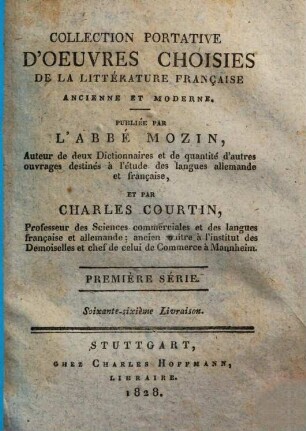 COLLECTION PORTATIVE
D'OEUVRES CHOISIES
DE LA LITTÉRATURE FRANÇAISE
ANCIENNE ET MODERNE.
PUBLIÉE PAR
L'ABBÉ MOZIN,
Auteur de deux Dictionnaires et de quantité d'autres
ouvrages destinés à l'étude des langues allemande
et française,
ET PAR
CHARLES COURTIN,
Professeur des Sciences commerciales et des langues
française et allemande; ancien maître à l'institut des
Demoiselles et chef de celui de Commerce à Mannheim.
PREMIÈRE SÉRIE.
Soixante-sixième Livraison.
STUTTGART,
CHEZ CHARLES HOFFMANN,
LIBRAIRE.
1828.